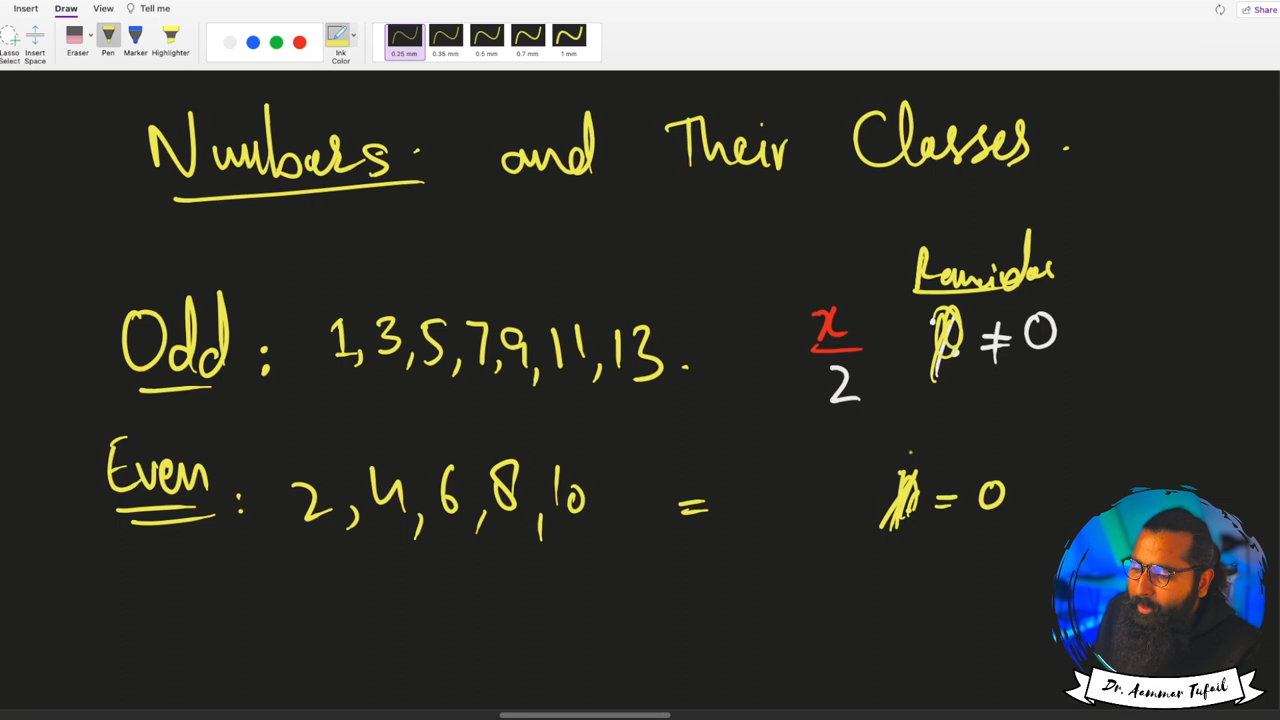 Insert Draw View Tell me Share
Lasso Select Insert Space Eraser Pen Marker Highlighter Ink Color 0.25 mm 0.35 mm 0.5 mm 0.7 mm 1 mm
Numbers and Their Classes.
Remider
Odd : 1, 3, 5, 7, 9, 11, 13. x/2 ≠ 0
Even : 2, 4, 6, 8, 10 = = 0
Dr. Aammar Tufail